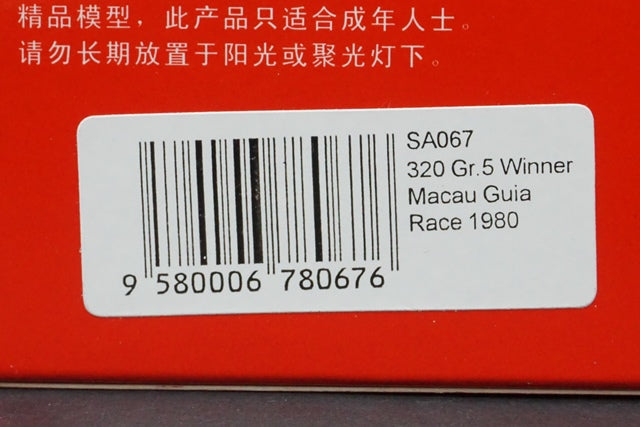 精品模型，此产品只适合成年人士。
请勿长期放置于阳光或聚光灯下。
SA067
320 Gr.5 Winner
Macau Guia
Race 1980
9 580006 780676